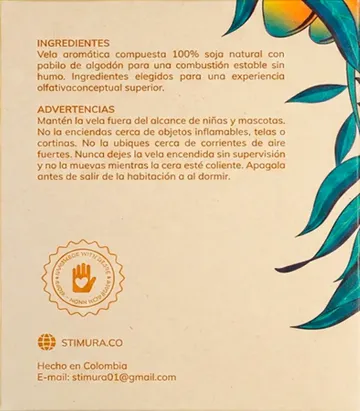 INGREDIENTES
Vela aromática compuesta 100% soja natural con
pabilo de algodón para una combustión estable sin
humo. Ingredientes elegidos para una experiencia
olfativaconceptual superior.
ADVERTENCIAS
Mantén la vela fuera del alcance de niñas y mascotas.
No la enciendas cerca de objetos inflamables, telas o
cortinas. No la ubiques cerca de corrientes de aire
fuertes. Nunca dejes la vela encendida sin supervisión
y no la muevas mientras la cera esté caliente. Apagala
antes de salir de la habitación a al dormir.
STIMURA.CO
Hecho en Colombia
E-mail: stimura01@gmail.com